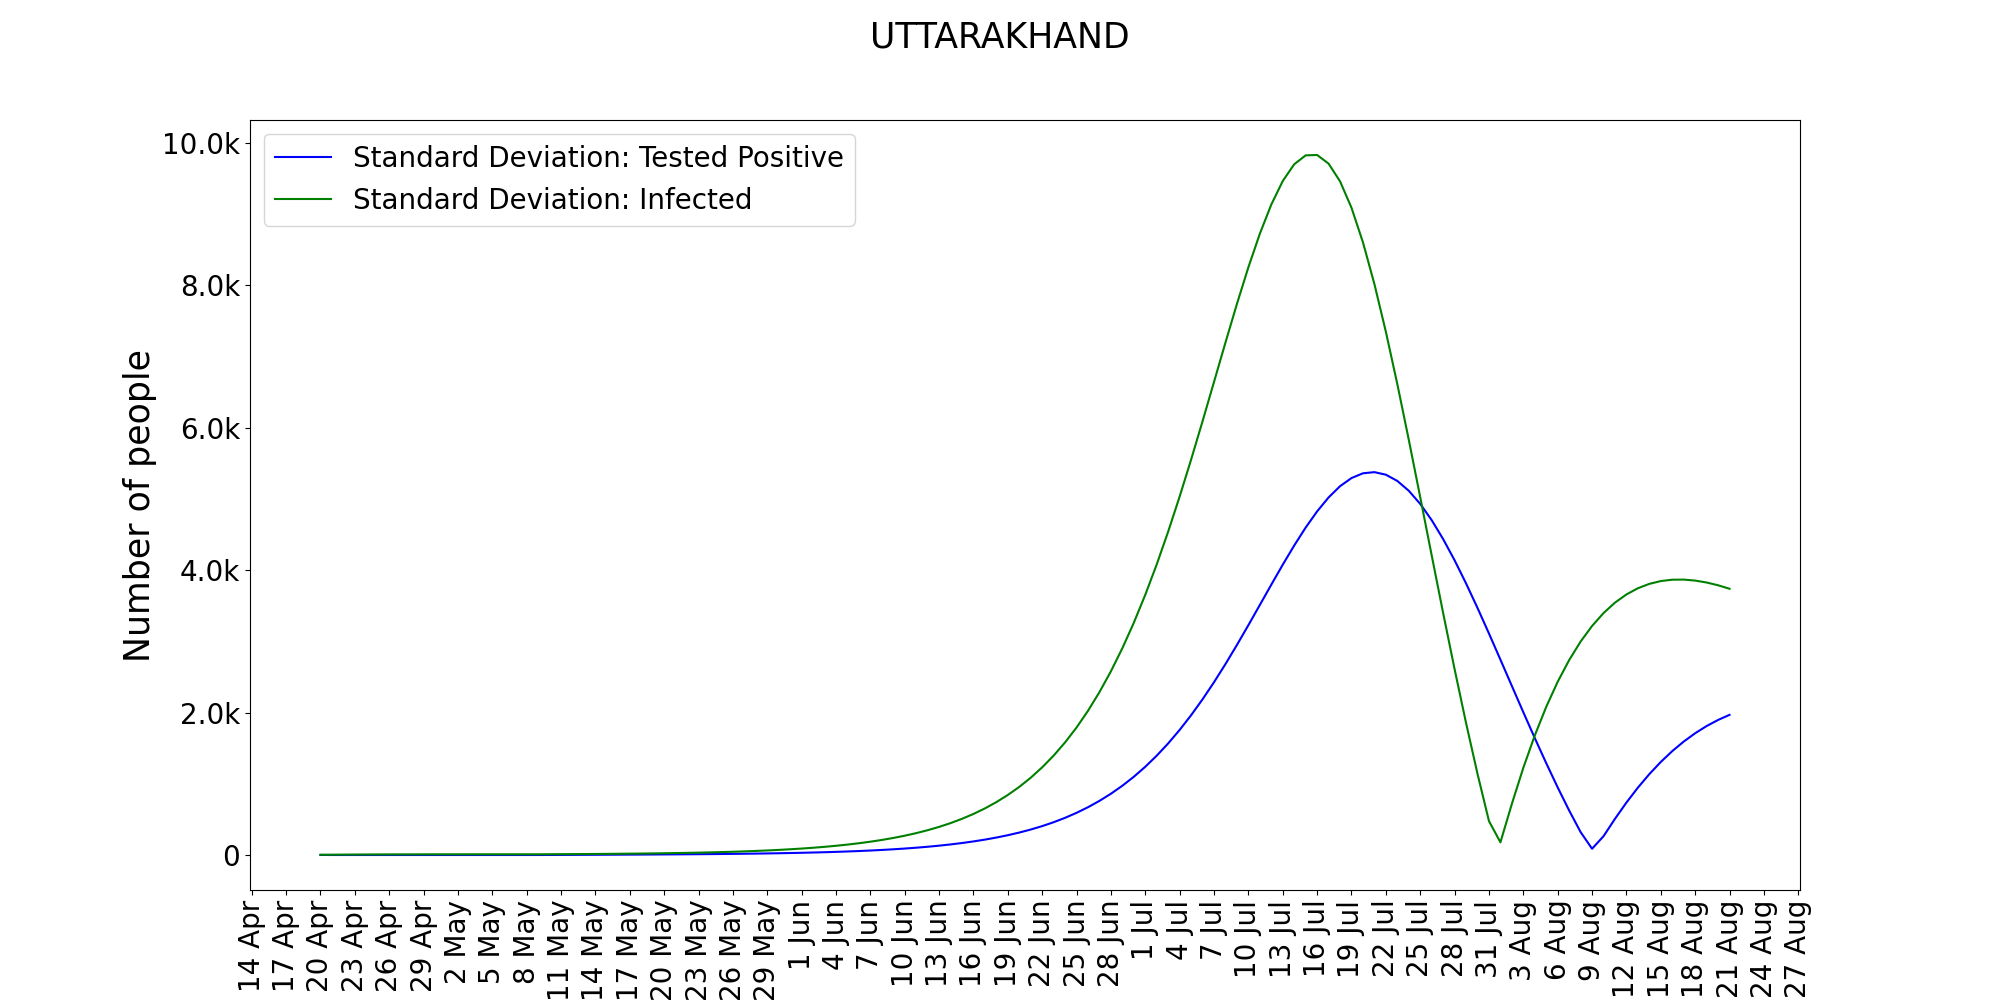 UTTARAKHAND
10.0k
8.0k
6.0k
4.0k
2.0k
0
Number of people
Standard Deviation: Tested Positive
Standard Deviation: Infected
14 Apr
17 Apr
20 Apr
23 Apr
26 Apr
29 Apr
2 May
5 May
8 May
11 May
14 May
17 May
20 May
23 May
26 May
29 May
1 Jun
4 Jun
7 Jun
10 Jun
13 Jun
16 Jun
19 Jun
22 Jun
25 Jun
28 Jun
1 Jul
4 Jul
7 Jul
10 Jul
13 Jul
16 Jul
19 Jul
22 Jul
25 Jul
28 Jul
31 Jul
3 Aug
6 Aug
9 Aug
12 Aug
15 Aug
18 Aug
21 Aug
24 Aug
27 Aug